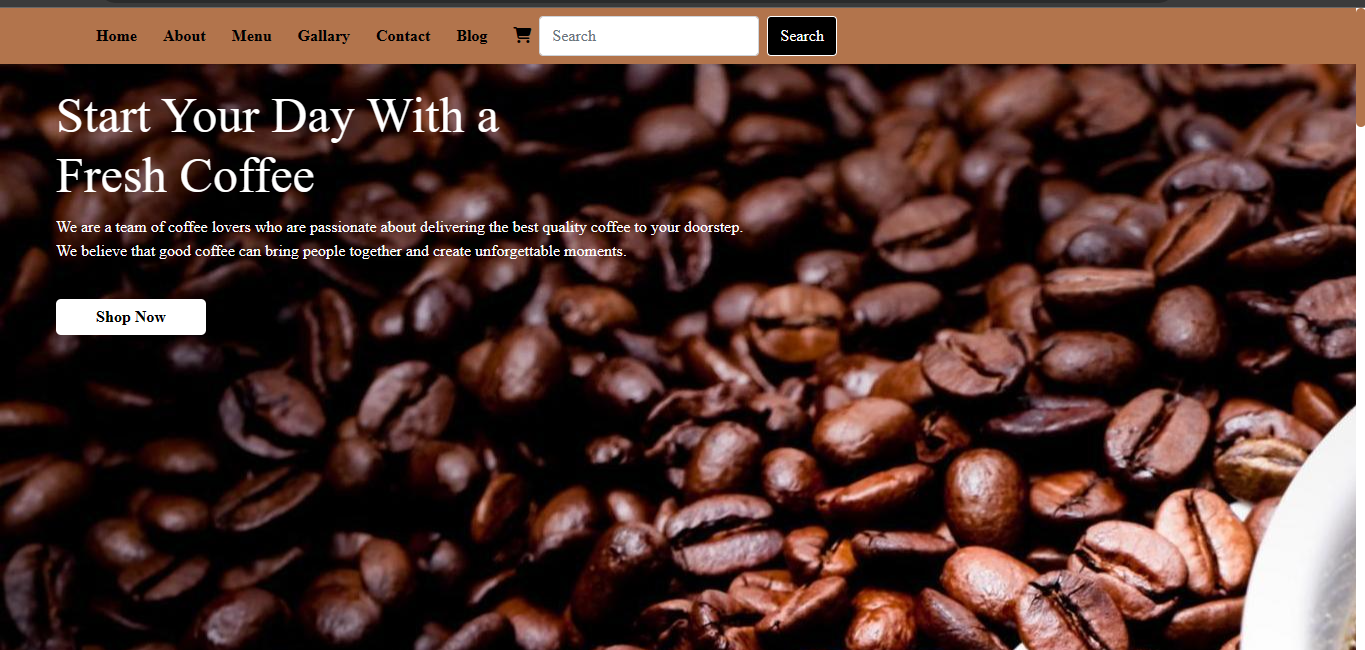 Home About Menu Gallary Contact Blog Search Search
Start Your Day With a
Fresh Coffee
We are a team of coffee lovers who are passionate about delivering the best quality coffee to your doorstep.
We believe that good coffee can bring people together and create unforgettable moments.
Shop Now